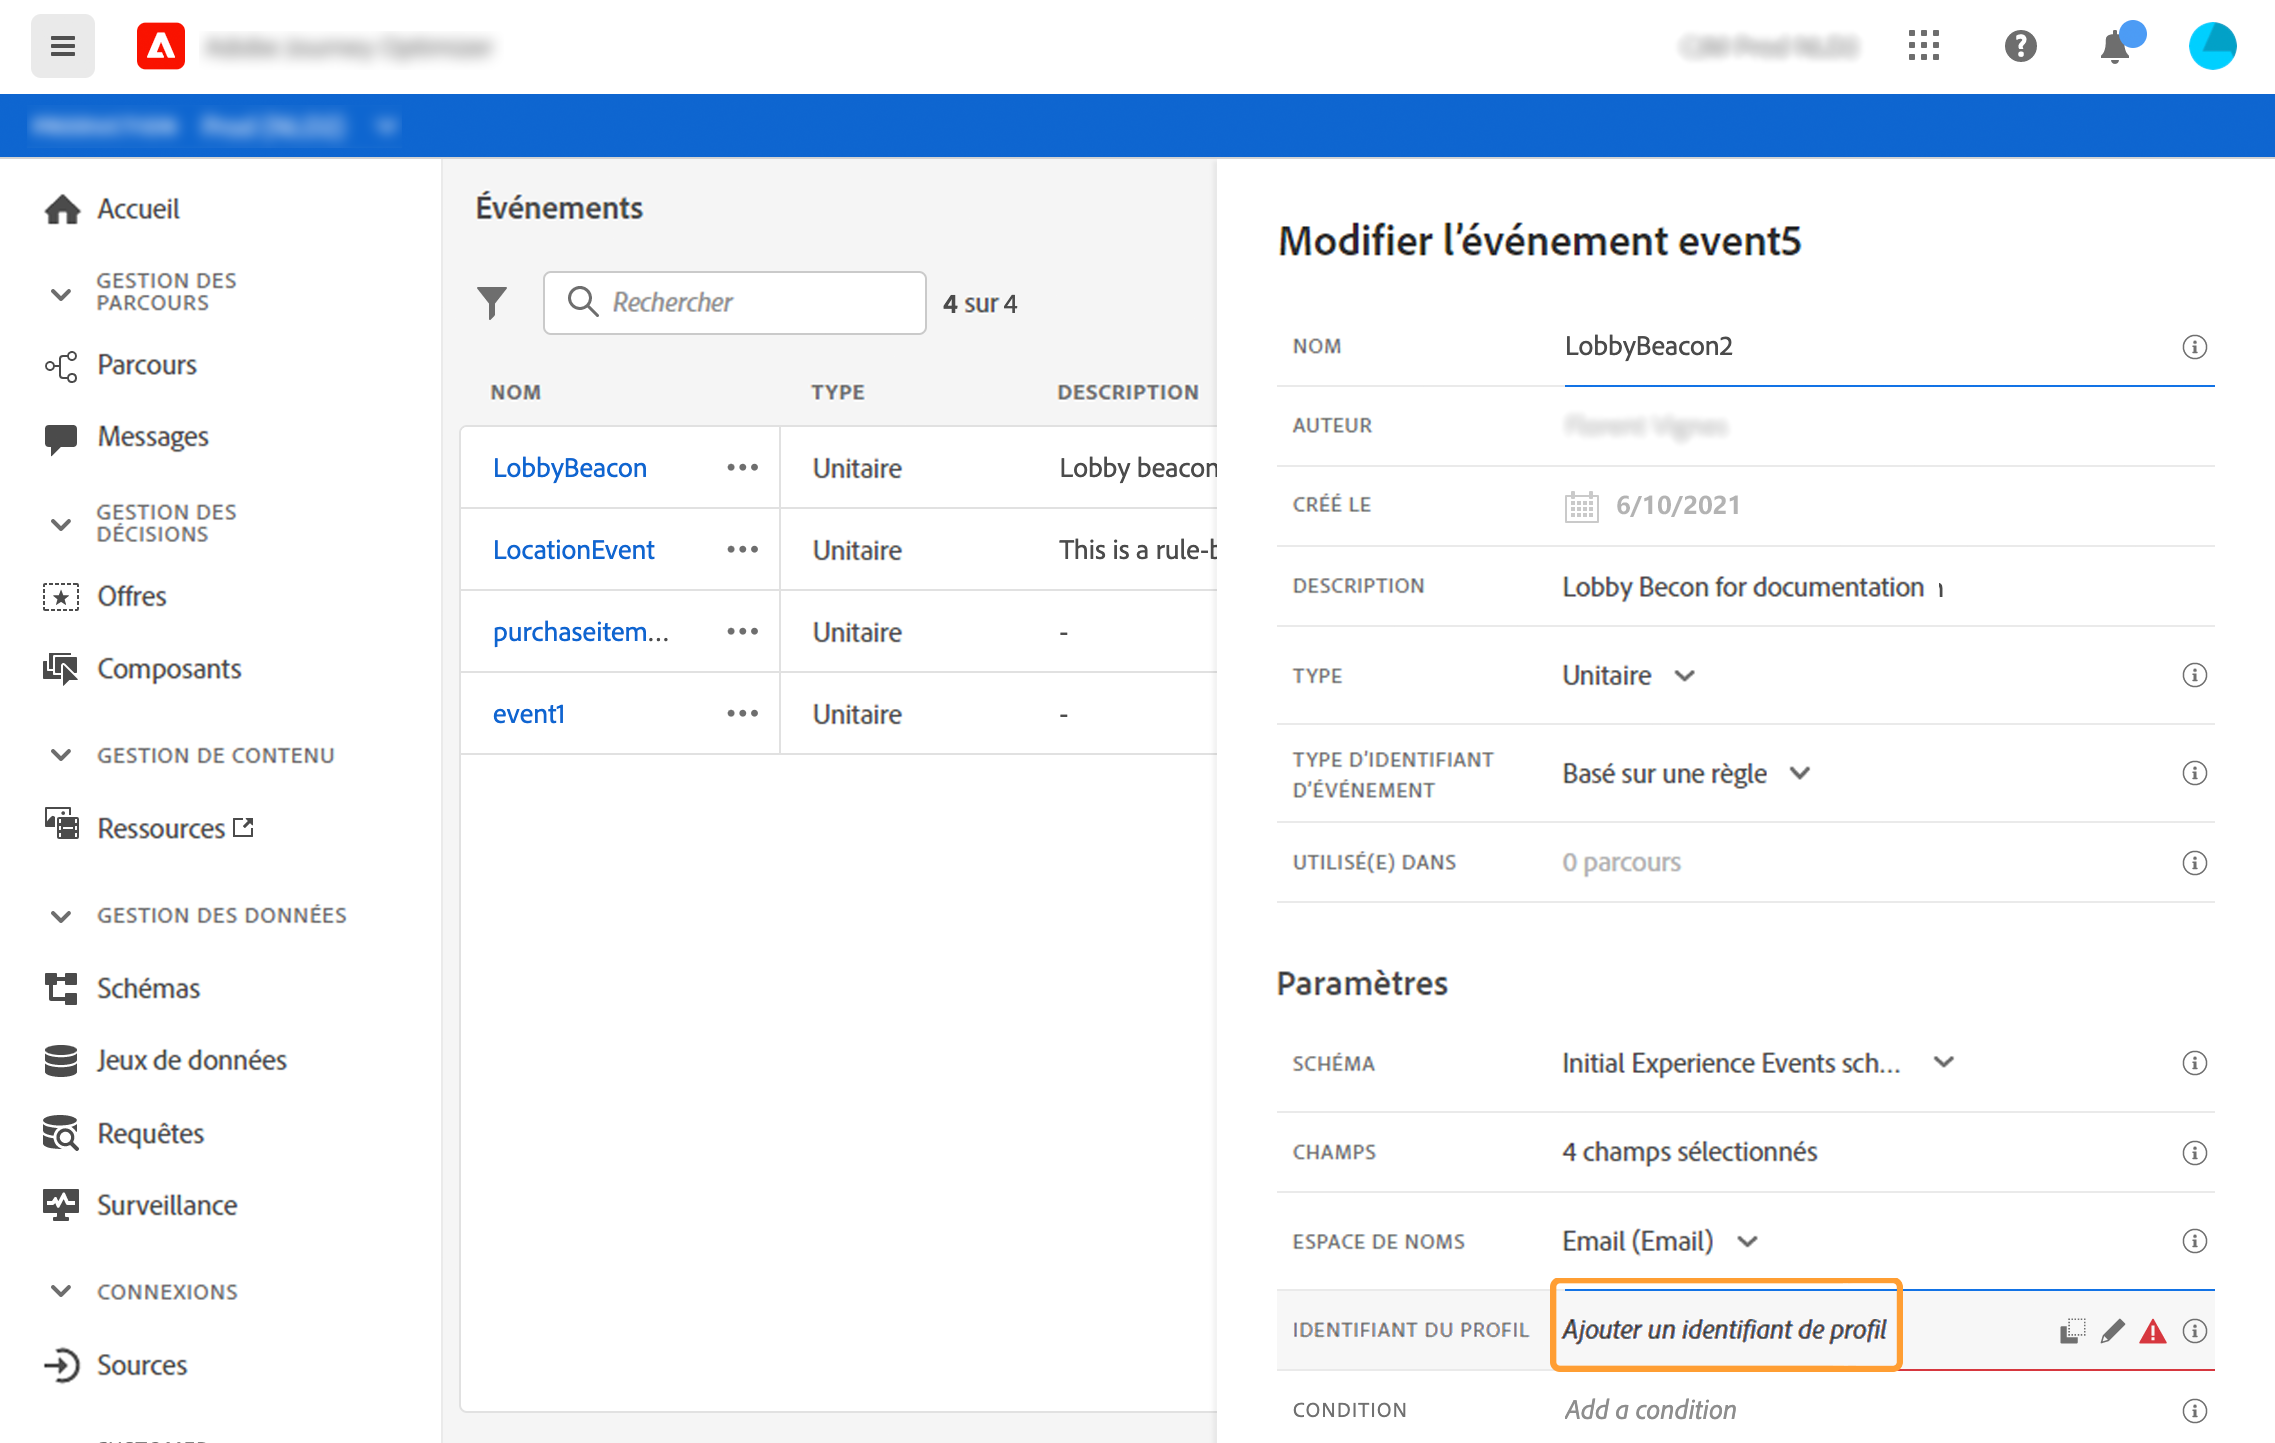 Accueil
GESTION DES
PARCOURS
Parcours
Messages
GESTION DES
DÉCISIONS
Offres
Composants
GESTION DE CONTENU
Ressources
GESTION DES DONNÉES
Schémas
Jeux de données
Requêtes
Surveillance
CONNEXIONS
Sources
Événements
Rechercher
4 sur 4
NOM TYPE DESCRIPTION
LobbyBeacon ••• Unitaire Lobby beacon
LocationEvent ••• Unitaire This is a rule-b
purchaseitem... ••• Unitaire -
event1 ••• Unitaire -
Modifier l’événement event5
NOM LobbyBeacon2
AUTEUR
CRÉÉ LE 6/10/2021
DESCRIPTION Lobby Becon for documentation
TYPE Unitaire
TYPE D’IDENTIFIANT
D’ÉVÉNEMENT
Basé sur une règle
UTILISÉ(E) DANS 0 parcours
Paramètres
SCHÉMA Initial Experience Events sch...
CHAMPS 4 champs sélectionnés
ESPACE DE NOMS Email (Email)
IDENTIFIANT DU PROFIL Ajouter un identifiant de profil
CONDITION Add a condition